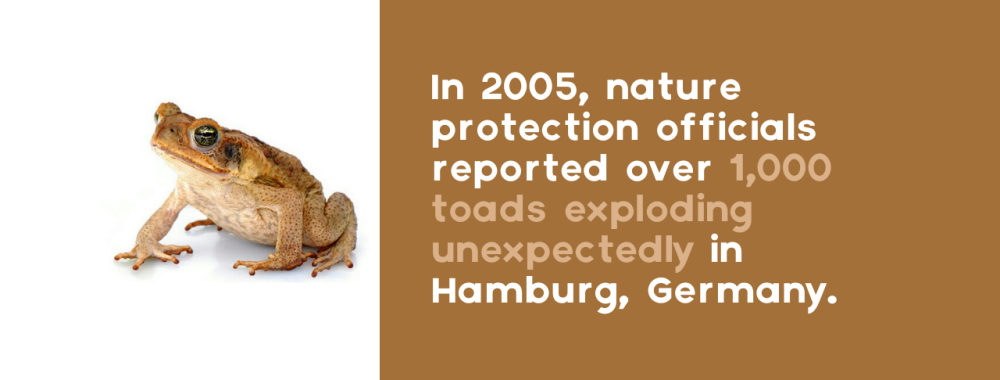 In 2005, nature
protection officials
reported over 1,000
toads exploding
unexpectedly in
Hamburg, Germany.